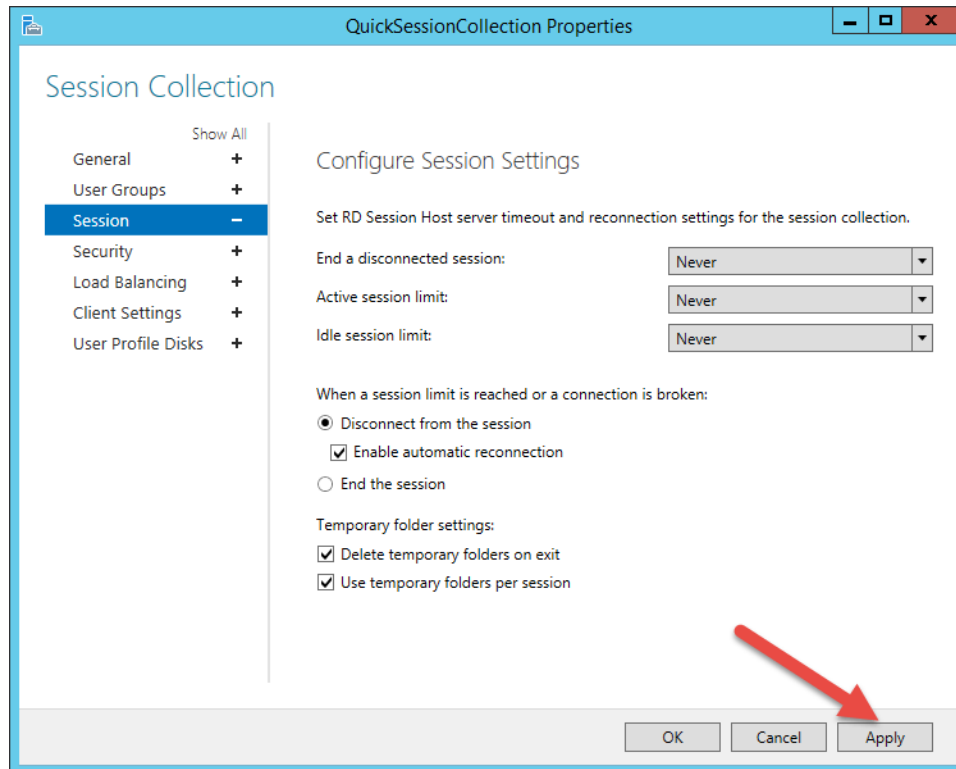 QuickSessionCollection Properties
Session Collection
Show All
General
User Groups
Session
Security
Load Balancing
Client Settings
User Profile Disks
Configure Session Settings
Set RD Session Host server timeout and reconnection settings for the session collection.
End a disconnected session: Never
Active session limit: Never
Idle session limit: Never
When a session limit is reached or a connection is broken:
Disconnect from the session
Enable automatic reconnection
End the session
Temporary folder settings:
Delete temporary folders on exit
Use temporary folders per session
OK Cancel Apply